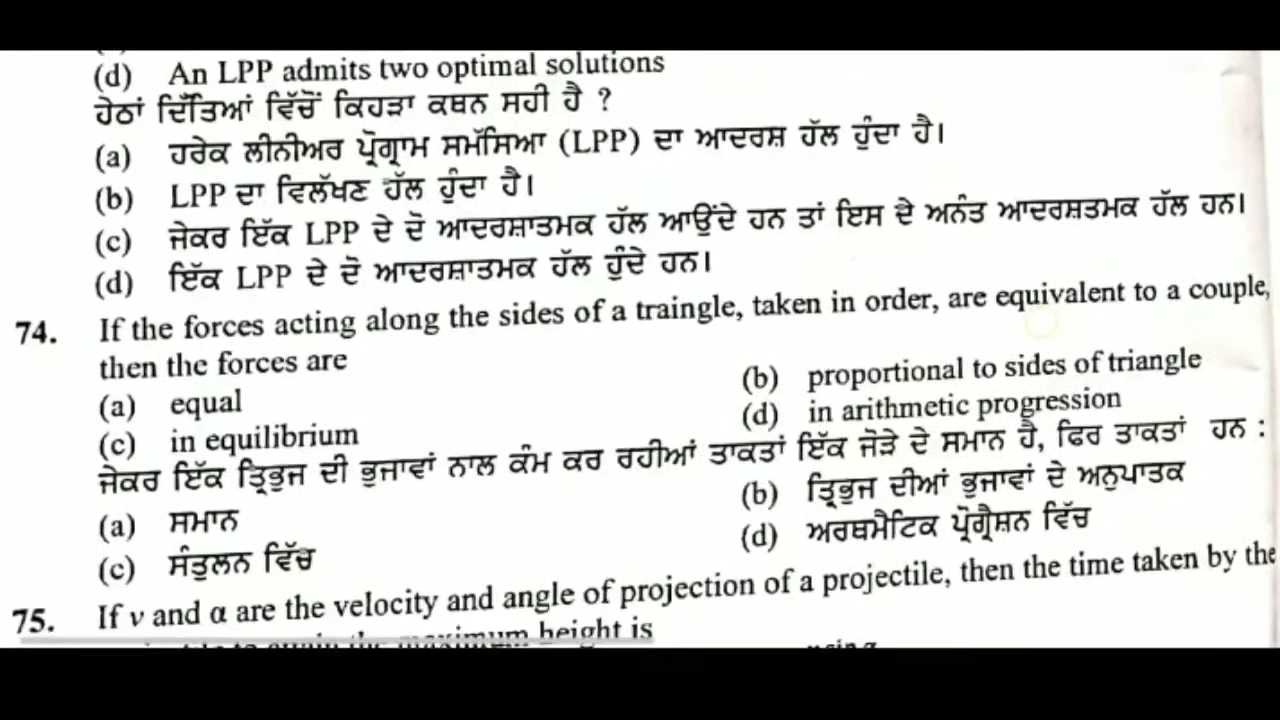 (d) An LPP admits two optimal solutions
ਹੇਠਾਂ ਦਿੱਤਿਆਂ ਵਿੱਚੋਂ ਕਿਹੜਾ ਕਥਨ ਸਹੀ ਹੈ ?
(a) ਹਰੇਕ ਲੀਨੀਅਰ ਪ੍ਰੋਗ੍ਰਾਮ ਸਮੱਸਿਆ (LPP) ਦਾ ਆਦਰਸ਼ ਹੱਲ ਹੁੰਦਾ ਹੈ।
(b) LPP ਦਾ ਵਿਲੱਖਣ ਹੱਲ ਹੁੰਦਾ ਹੈ।
(c) ਜੇਕਰ ਇੱਕ LPP ਦੇ ਦੋ ਆਦਰਸ਼ਾਤਮਕ ਹੱਲ ਆਉਂਦੇ ਹਨ ਤਾਂ ਇਸ ਦੇ ਅਨੰਤ ਆਦਰਸ਼ਤਮਕ ਹੱਲ ਹਨ।
(d) ਇੱਕ LPP ਦੇ ਦੋ ਆਦਰਸ਼ਾਤਮਕ ਹੱਲ ਹੁੰਦੇ ਹਨ।
74. If the forces acting along the sides of a traingle, taken in order, are equivalent to a couple,
then the forces are
(a) equal (b) proportional to sides of triangle
(c) in equilibrium (d) in arithmetic progression
ਜੇਕਰ ਇੱਕ ਤ੍ਰਿਭੁਜ ਦੀ ਭੁਜਾਵਾਂ ਨਾਲ ਕੰਮ ਕਰ ਰਹੀਆਂ ਤਾਕਤਾਂ ਇੱਕ ਜੋੜੇ ਦੇ ਸਮਾਨ ਹੈ, ਫਿਰ ਤਾਕਤਾਂ ਹਨ :
(a) ਸਮਾਨ (b) ਤ੍ਰਿਭੁਜ ਦੀਆਂ ਭੁਜਾਵਾਂ ਦੇ ਅਨੁਪਾਤਕ
(c) ਸੰਤੁਲਨ ਵਿੱਚ (d) ਅਰਥਮੈਟਿਕ ਪ੍ਰੋਗ੍ਰੈਸ਼ਨ ਵਿੱਚ
75. If v and α are the velocity and angle of projection of a projectile, then the time taken by the
maximum height is